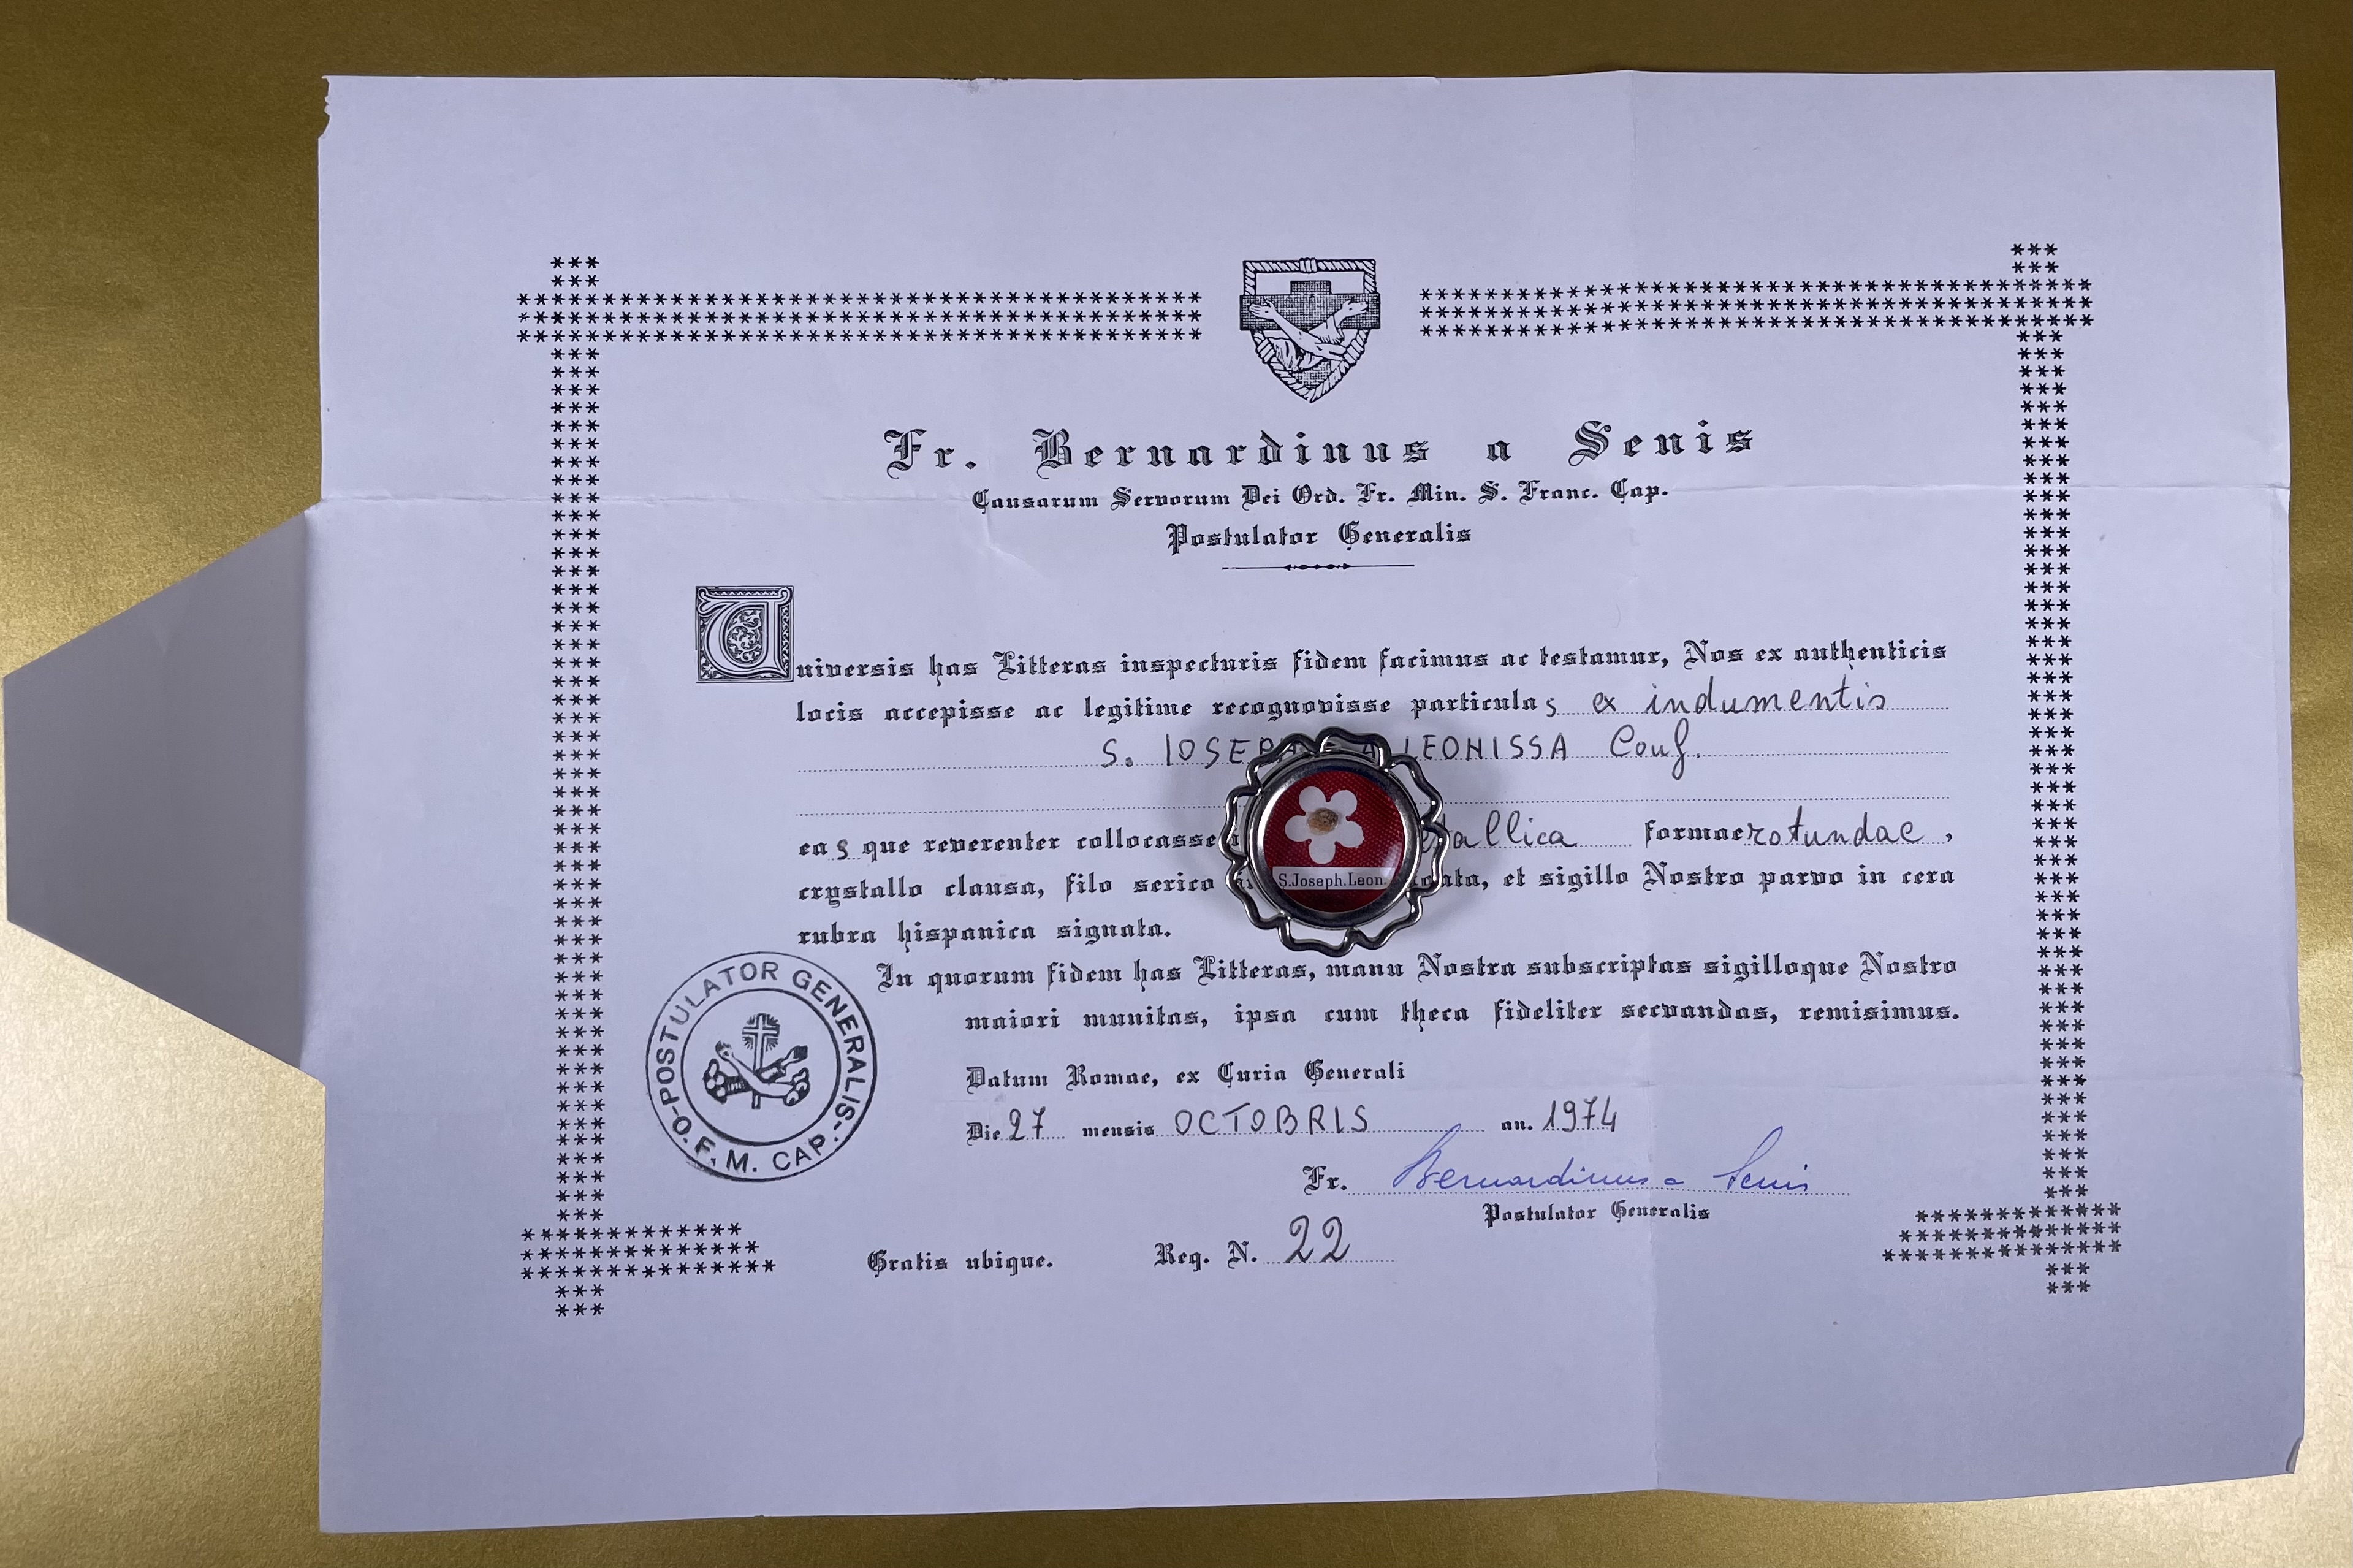 Fr. Bernardinus a Senis
Causarum Servorum Dei Ord. Fr. Min. S. Franc. Cap.
Postulator Generalis
Universis has Litteras inspecturis fidem facimus ac testamur, Nos ex authenticis
locis accepisse ac legitime recognovisse particulas ex indumentis
S. IOSEPH A LEONISSA Conf.
eas que reverenter collocasse formae rotundae,
crystallo clausa, filo serico et sigillo Nostro parvo in cera
rubra hispanica signata.
S.Joseph.Leon.
In quorum fidem has Litteras, manu Nostra subscriptas sigilloque Nostro
maiori munitas, ipsa cum theca fideliter servandas, remisimus.
POSTULATOR GENERALIS-O.F.M. CAP.-
Datum Romae, ex Curia Generali
Die 27 mensis OCTOBRIS an. 1974
Fr. Bernardinus a Senis
Postulator Generalis
Gratis ubique. Reg. N. 22